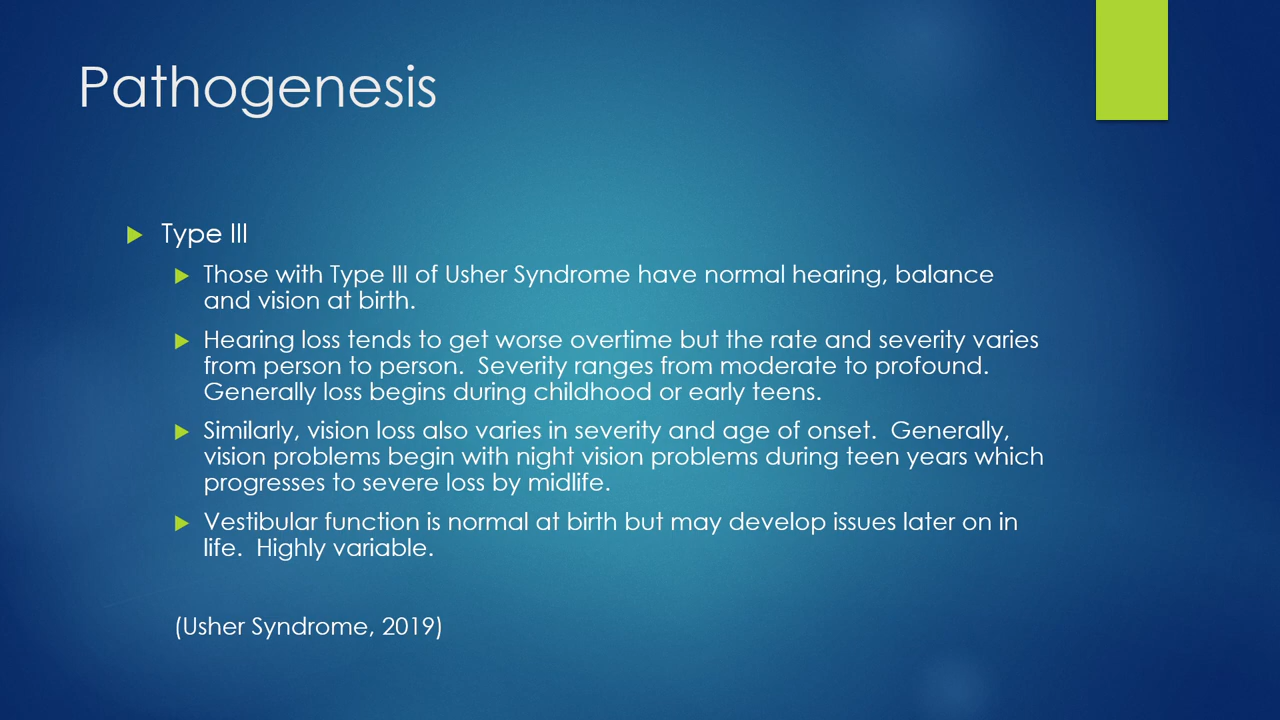 Pathogenesis
Type III
Those with Type III of Usher Syndrome have normal hearing, balance
and vision at birth.
Hearing loss tends to get worse overtime but the rate and severity varies
from person to person.  Severity ranges from moderate to profound.
Generally loss begins during childhood or early teens.
Similarly, vision loss also varies in severity and age of onset.  Generally,
vision problems begin with night vision problems during teen years which
progresses to severe loss by midlife.
Vestibular function is normal at birth but may develop issues later on in
life.  Highly variable.
(Usher Syndrome, 2019)